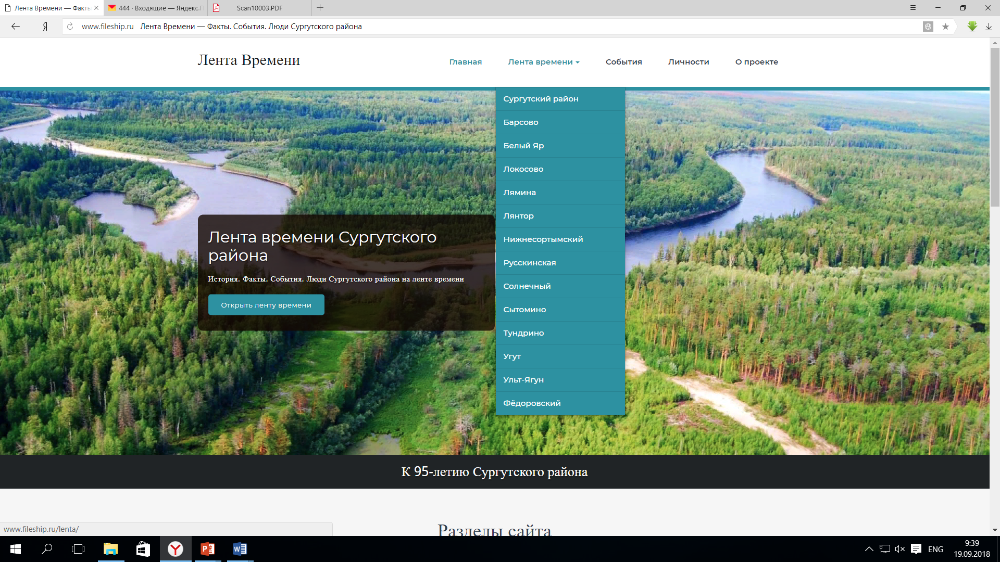 Лента Времени — Факты
444 · Входящие — Яндекс.П
Scan10003.PDF
Я
www.fileship.ru Лента Времени — Факты. События. Люди Сургутского района
Лента Времени
Главная
Лента времени
События
Личности
О проекте
Сургутский район
Барсово
Белый Яр
Локосово
Лямина
Лянтор
Нижнесортымский
Русскинская
Солнечный
Сытомино
Тундрино
Угут
Ульт-Ягун
Фёдоровский
Лента времени Сургутского
района
История. Факты. События. Люди Сургутского района на ленте времени
Открыть ленту времени
К 95-летию Сургутского района
Разделы сайта
www.fileship.ru/lenta/
ENG
9:39
19.09.2018